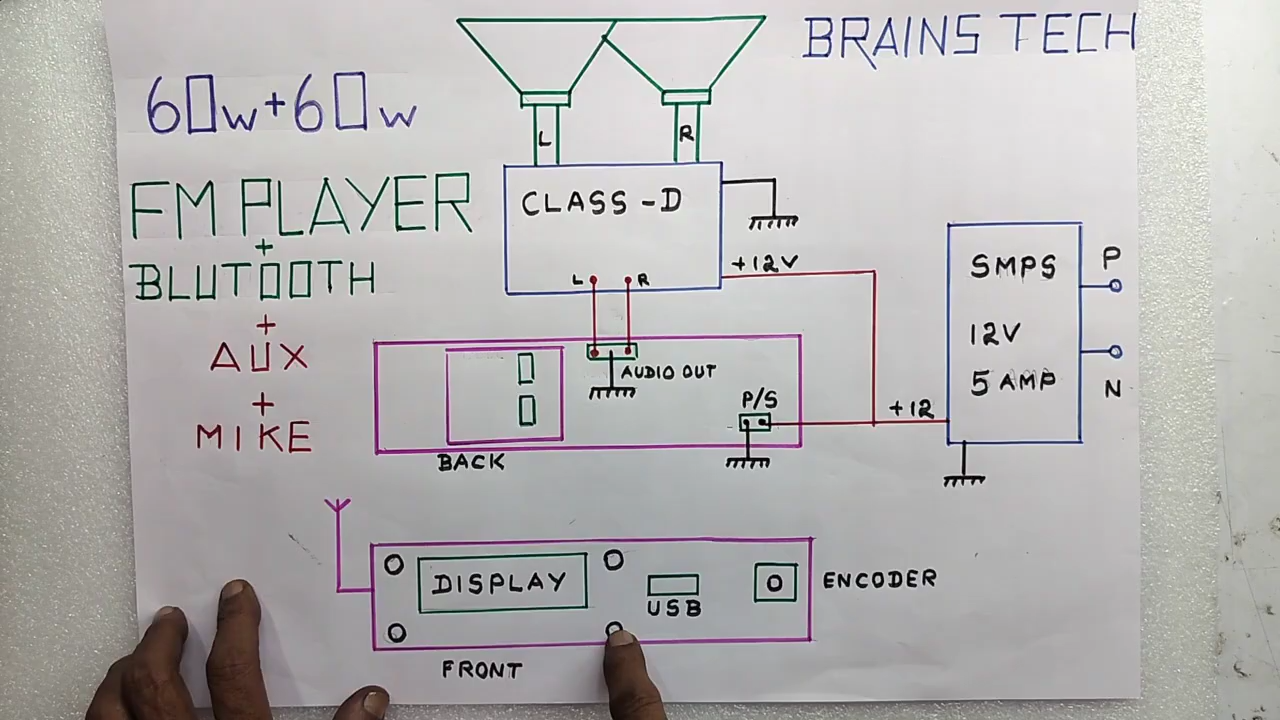 BRAINS TECH
60W+60W
FM PLAYER
+
BLUTOOTH
+
AUX
+
MIKE
L
R
CLASS-D
L R
+12V
AUDIO OUT
P/S
+12
BACK
SMPS
12V
5 AMP
P
N
DISPLAY
USB
ENCODER
FRONT